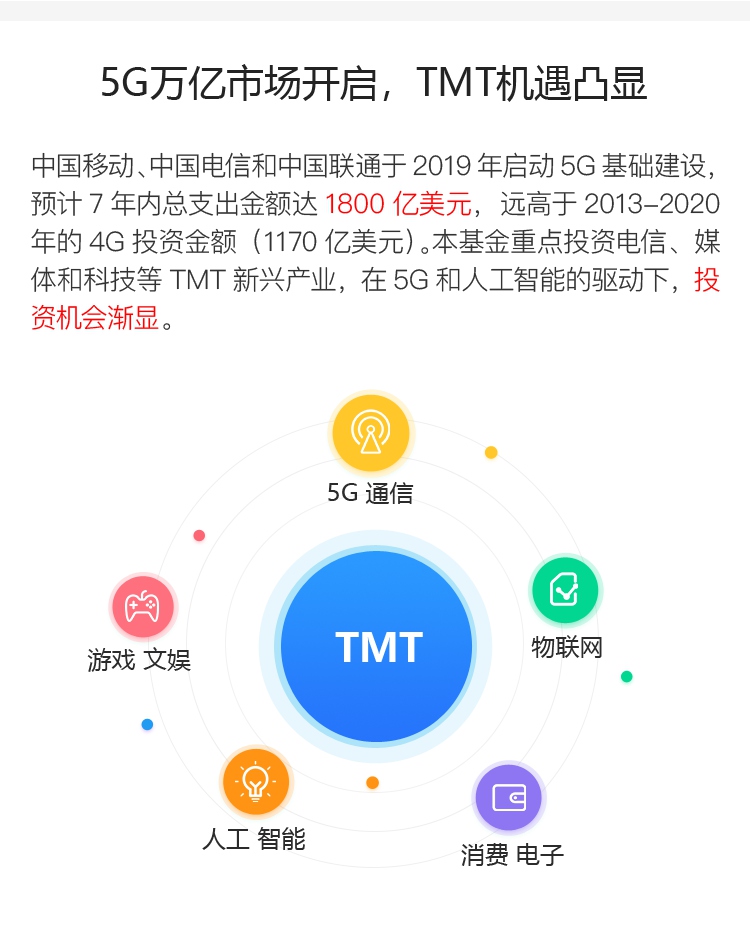 5G万亿市场开启，TMT机遇凸显
中国移动、中国电信和中国联通于 2019 年启动 5G 基础建设，
预计 7 年内总支出金额达 1800 亿美元，远高于 2013–2020
年的 4G 投资金额（1170 亿美元）。本基金重点投资电信、媒
体和科技等 TMT 新兴产业，在 5G 和人工智能的驱动下，投
资机会渐显。
5G 通信
物联网
TMT
游戏 文娱
人工 智能
消费 电子